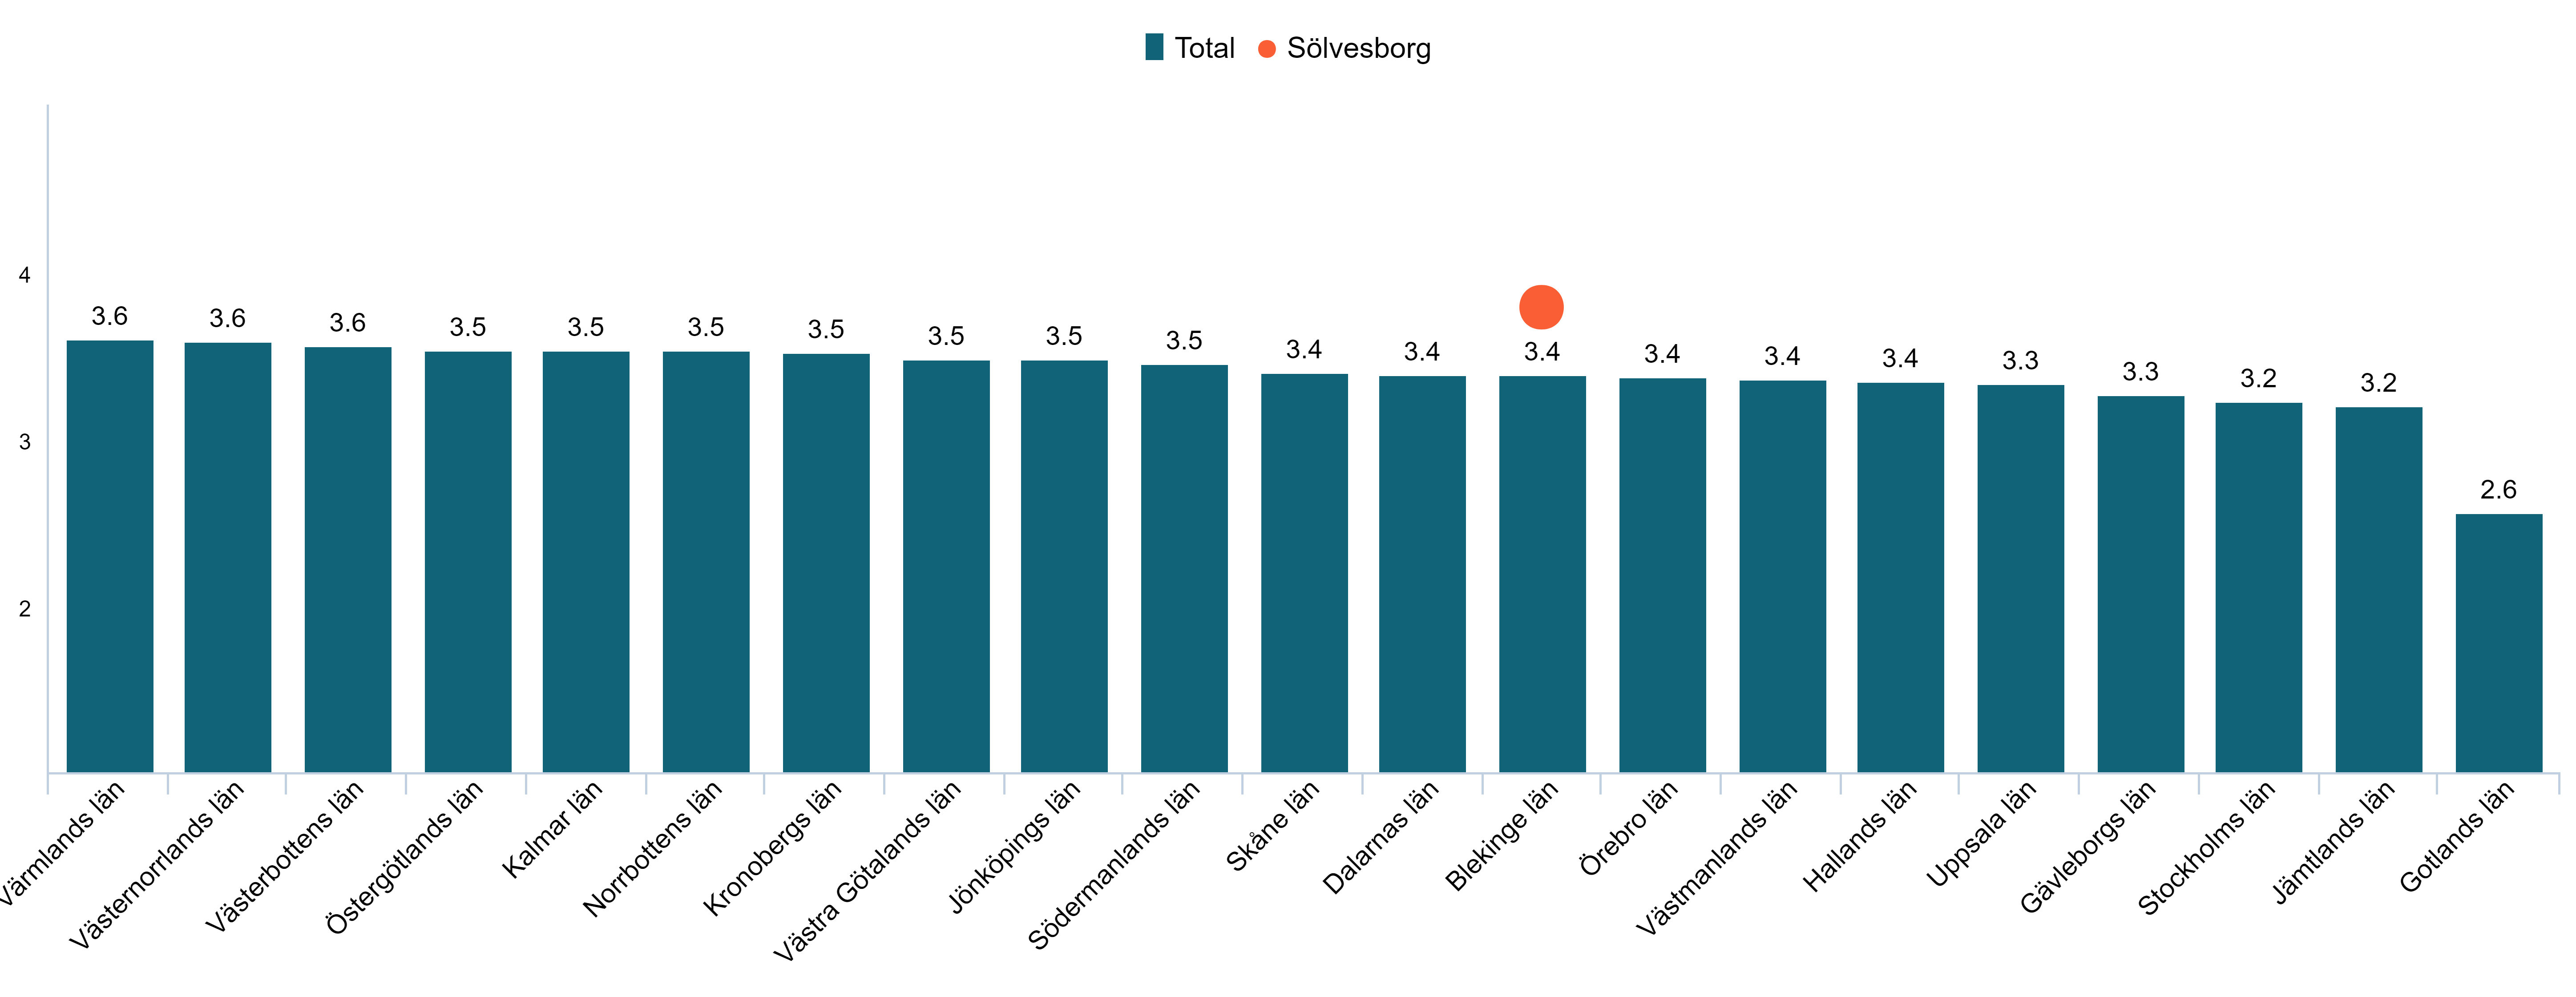 Total Sölvesborg
4
3
2
3.6 3.6 3.6 3.5 3.5 3.5 3.5 3.5 3.5 3.5 3.4 3.4 3.4 3.4 3.4 3.4 3.3 3.3 3.2 3.2 2.6
Värmlands län
Västernorrlands län
Västerbottens län
Östergötlands län
Kalmar län
Norrbottens län
Kronobergs län
Västra Götalands län
Jönköpings län
Södermanlands län
Skåne län
Dalarnas län
Blekinge län
Örebro län
Västmanlands län
Hallands län
Uppsala län
Gävleborgs län
Stockholms län
Jämtlands län
Gotlands län